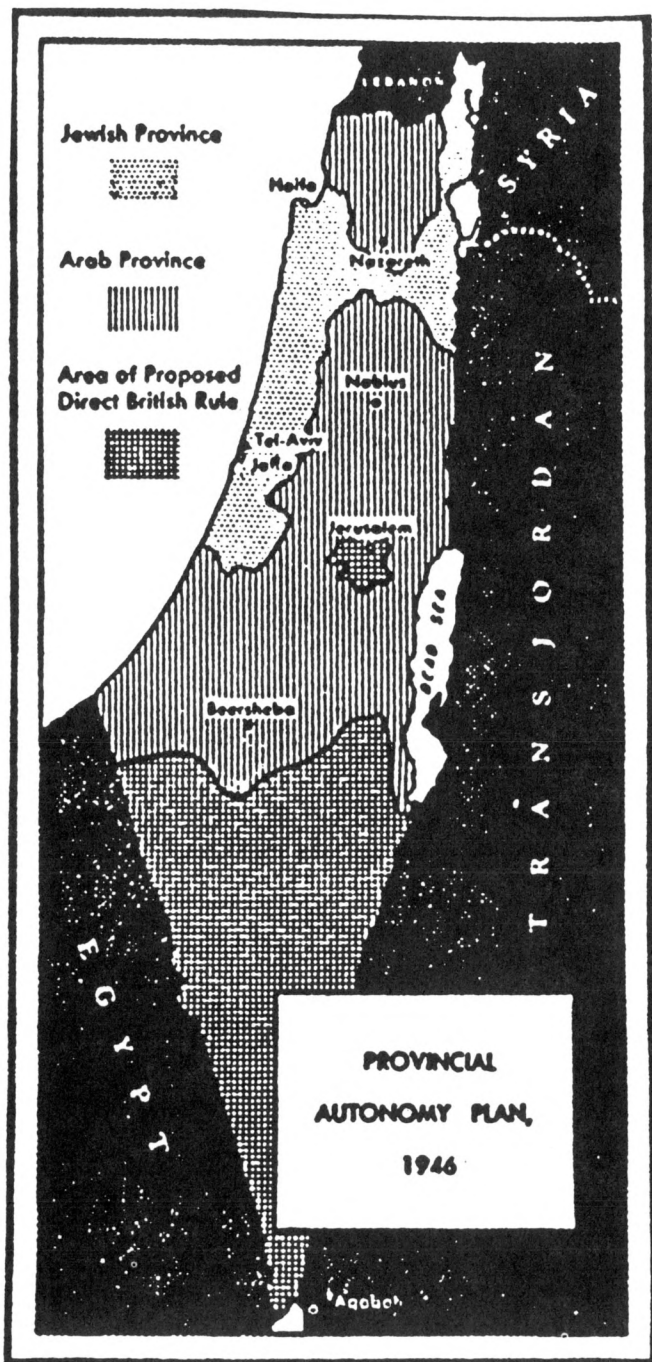 LEBANON
SYRIA
Jewish Province
Haifa
Arab Province
Nazareth
Area of Proposed
Direct British Rule
Nablus
Tel-Aviv
Jaffa
TRANSJORDAN
Jerusalem
DEAD SEA
Beersheba
EGYPT
PROVINCIAL
AUTONOMY PLAN,
1946
Aqabah